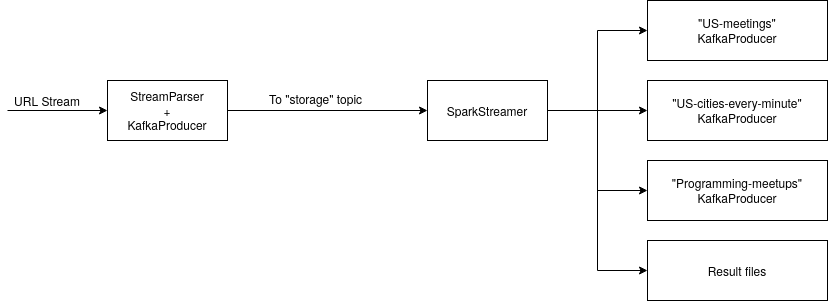 URL Stream
StreamParser
+
KafkaProducer
To "storage" topic
SparkStreamer
"US-meetings"
KafkaProducer
"US-cities-every-minute"
KafkaProducer
"Programming-meetups"
KafkaProducer
Result files